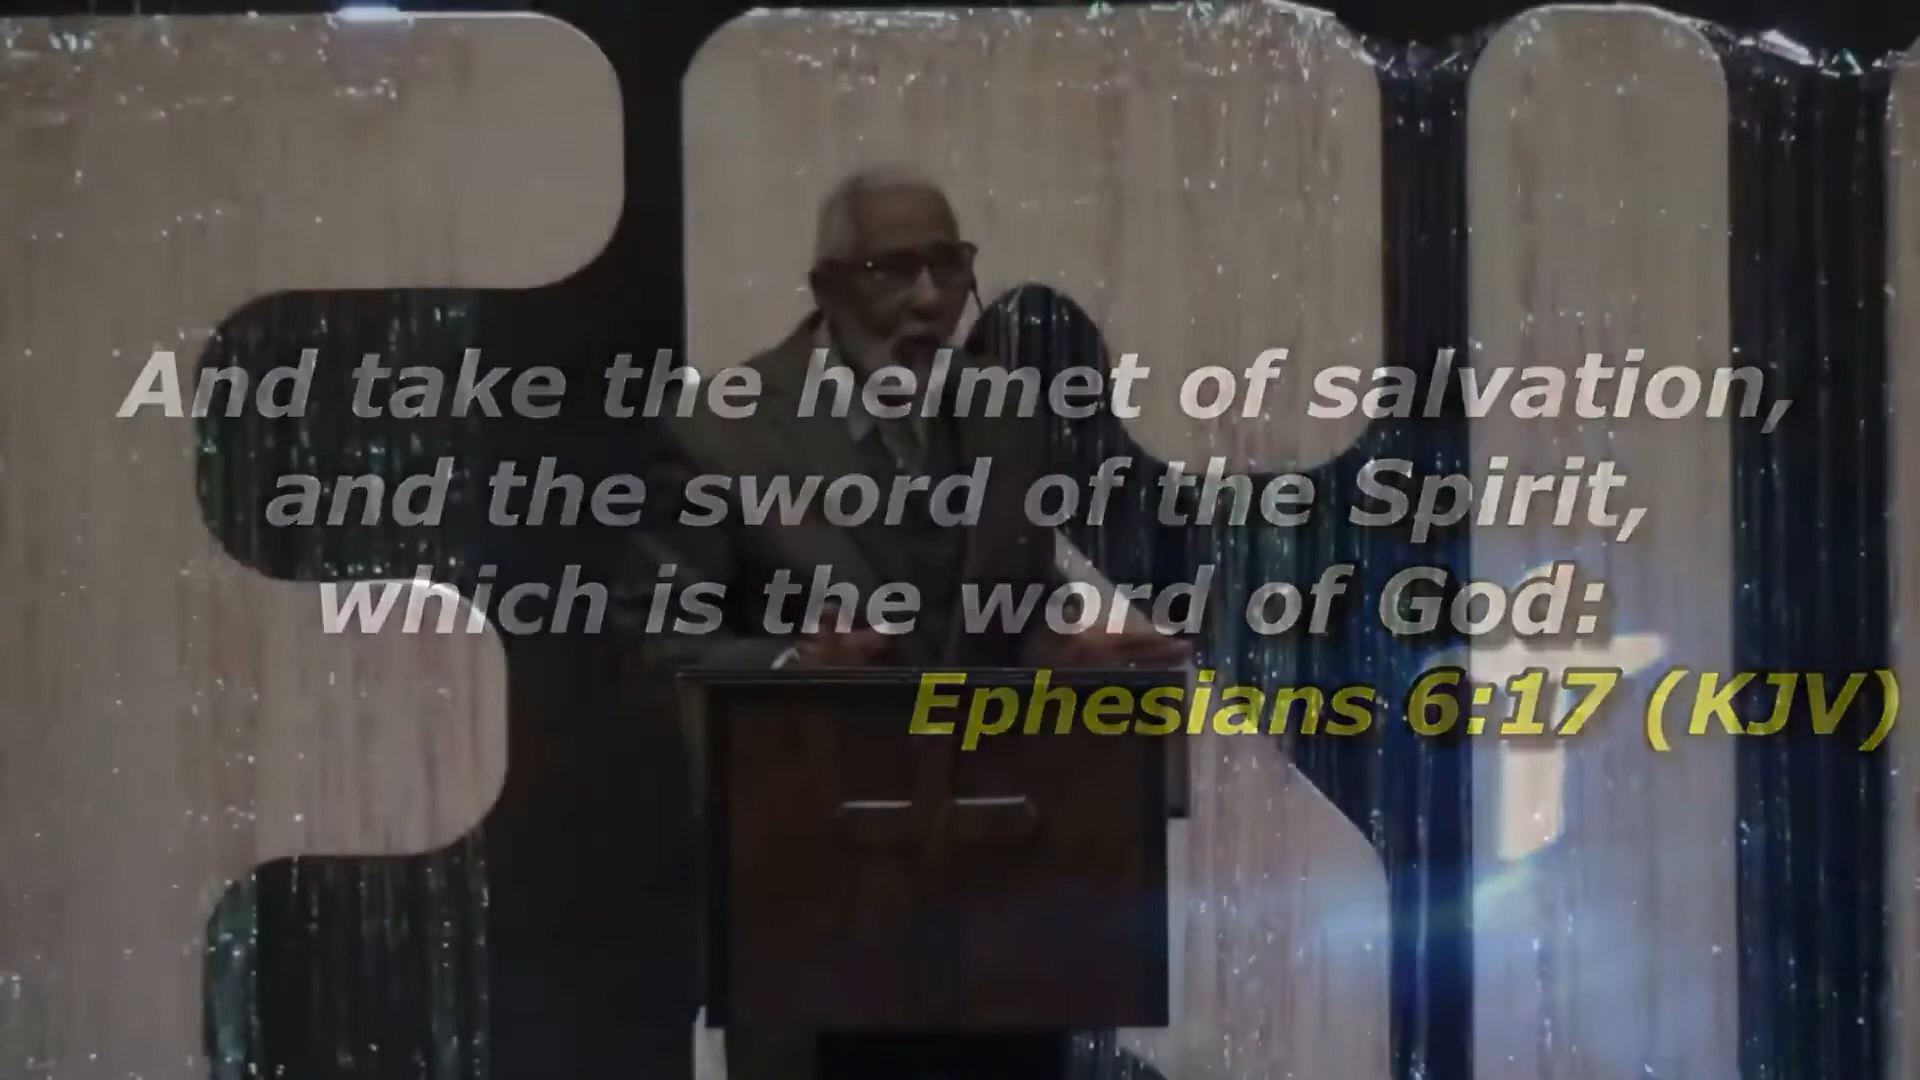 And take the helmet of salvation,
and the sword of the Spirit,
which is the word of God:
Ephesians 6:17 (KJV)